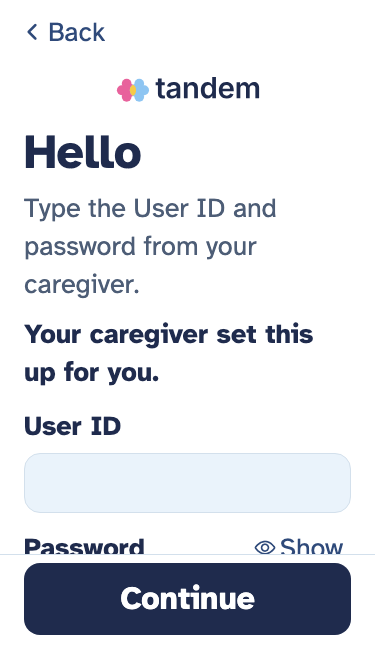 Back
tandem
Hello
Type the User ID and
password from your
caregiver.
Your caregiver set this
up for you.
User ID
Password
Show
Continue